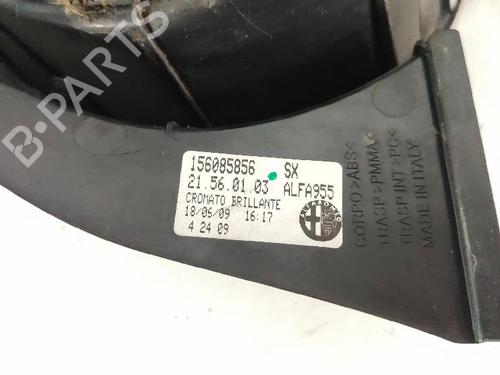 156085856 SX
21.56.01.03 ALFA955
CROMATO BRILLANTE
18/06/09 16:17
4 24 09
ALFA ROMEO
CORPO >ABS<
TRASP >PMMA<
TRASP INT >PC<
MADE IN ITALY
B-PARTS